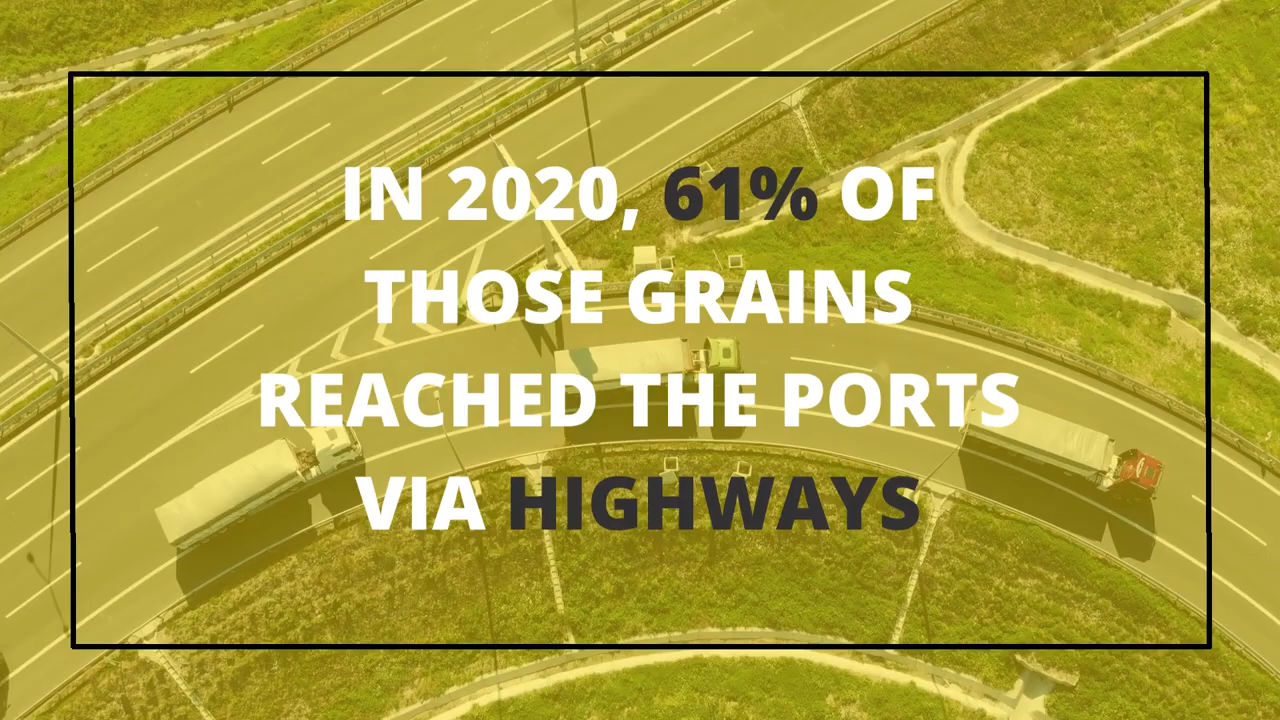 IN 2020, 61% OF
THOSE GRAINS
REACHED THE PORTS
VIA HIGHWAYS